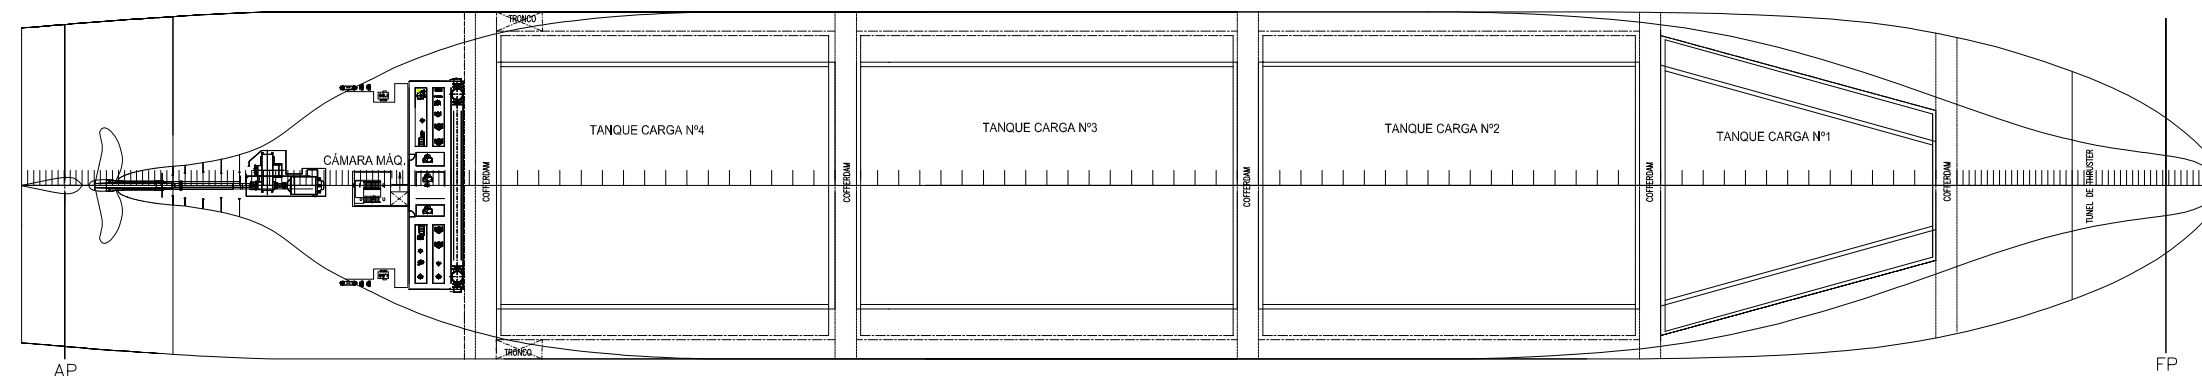 TRONCO
TANQUE CARGA Nº4
TANQUE CARGA Nº3
TANQUE CARGA Nº2
TANQUE CARGA Nº1
CÁMARA MÁQ.
COFFERDAM
COFFERDAM
COFFERDAM
COFFERDAM
COFFERDAM
TUNEL DE THRUSTER
TRONCO
AP
FP